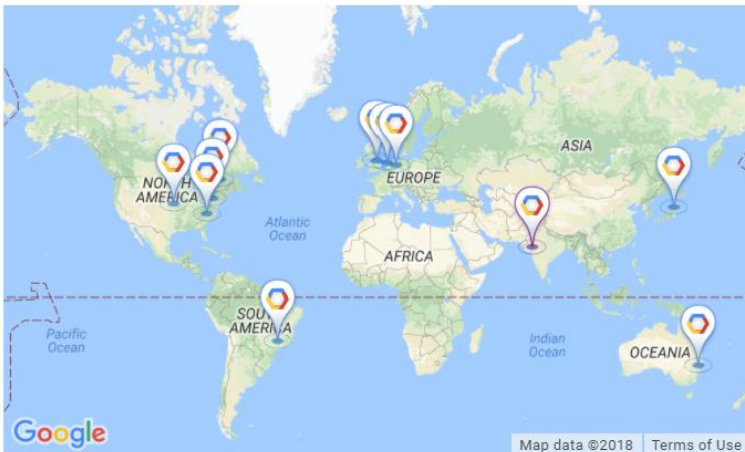 ASIA
NORTH
AMERICA
EUROPE
Atlantic
Ocean
AFRICA
SOUTH
AMERICA
Pacific
Ocean
Indian
Ocean
OCEANIA
Google
Map data ©2018
Terms of Use